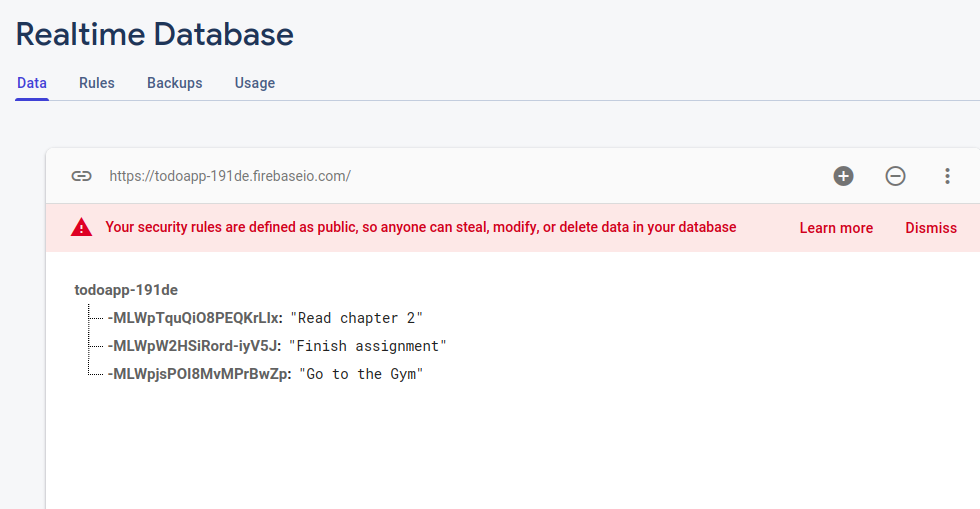 Realtime Database
Data Rules Backups Usage
https://todoapp-191de.firebaseio.com/
Your security rules are defined as public, so anyone can steal, modify, or delete data in your database Learn more Dismiss
todoapp-191de
-MLWpTquQiO8PEQKrLIx: "Read chapter 2"
-MLWpW2HSiRord-iyV5J: "Finish assignment"
-MLWpjsPOI8MvMPrBwZp: "Go to the Gym"